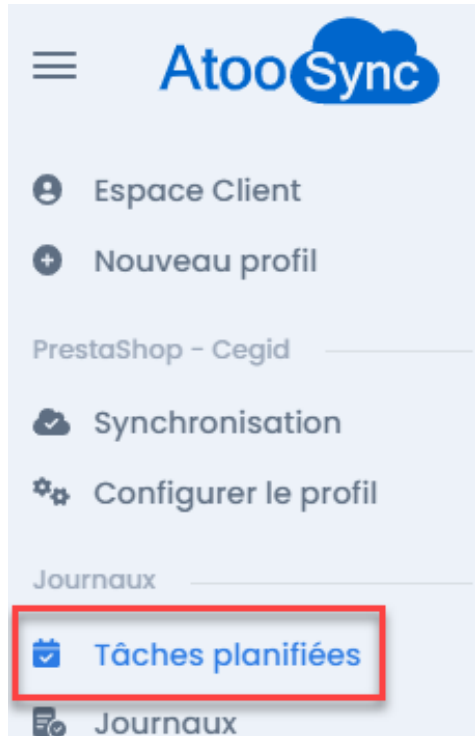 AtooSync
Espace Client
Nouveau profil
PrestaShop - Cegid
Synchronisation
Configurer le profil
Journaux
Tâches planifiées
Journaux